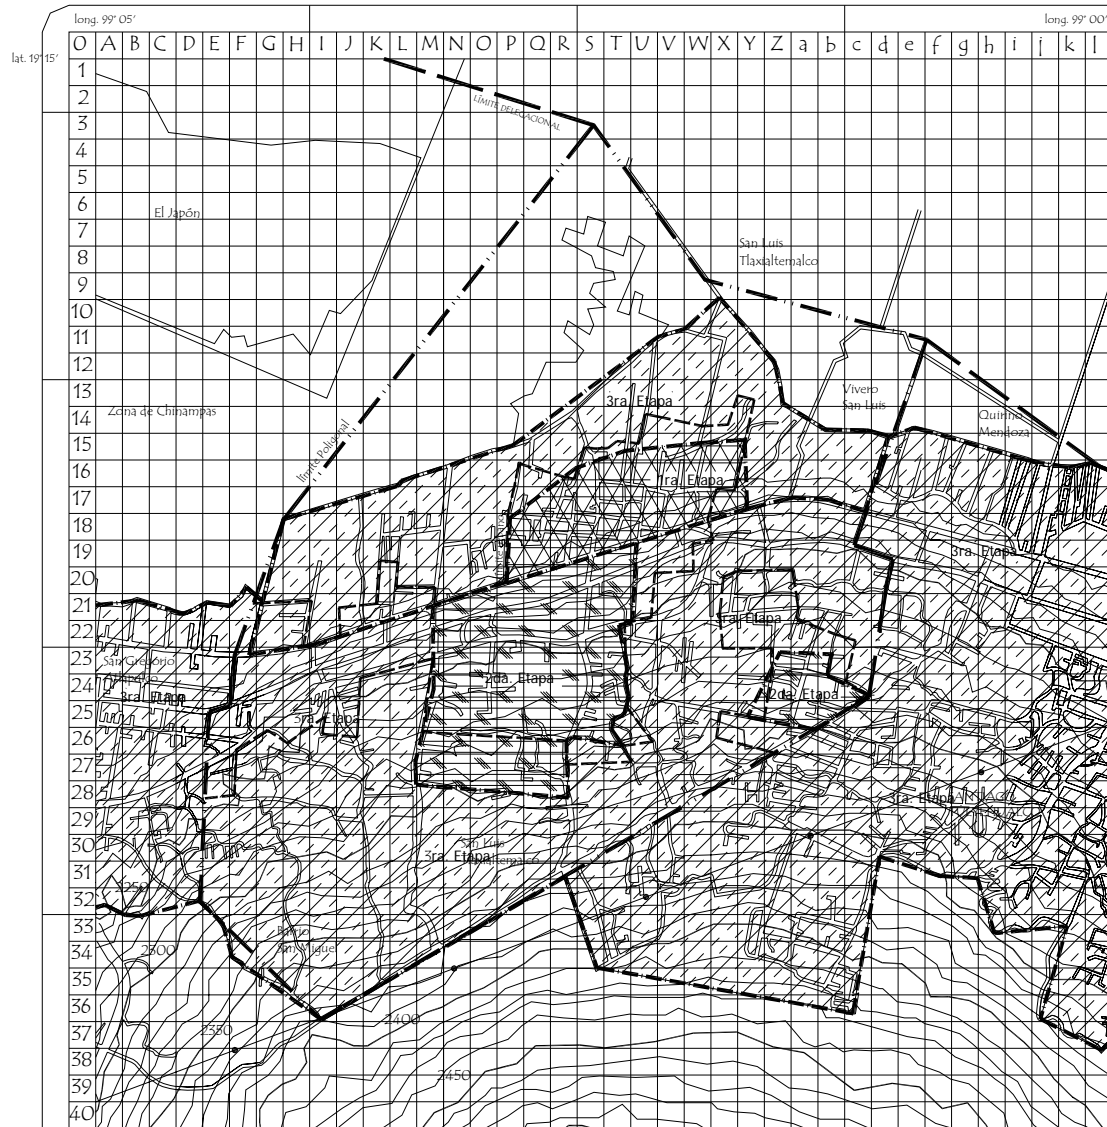 long. 99° 05'
long. 99° 00'
0 A B C D E F G H I J K L M N O P Q R S T U V W X Y Z a b c d e f g h i j k l
lat. 19° 15'
1
2
LÍMITE DELEGACIONAL
3
4
5
6
El Japón
7
San Luis
Tlaxialtemalco
8
9
10
11
12
13
Vivero
San Luis
3ra. Etapa
Zona de Chinampas
14
Quirino
Mendoza
15
límite Poligonal
16
1ra. Etapa
17
18
19
3ra. Etapa
20
21
22
Etapa
23
San Gregorio
24
2da. Etapa
3ra. Etapa
2da. Etapa
25
3ra. Etapa
26
27
28
3ra. Etapa
29
30
San Luis
3ra. Etapa
31
2250
32
33
Barrio
San Miguel
34
2300
35
36
37
2350
2400
38
39
2450
40